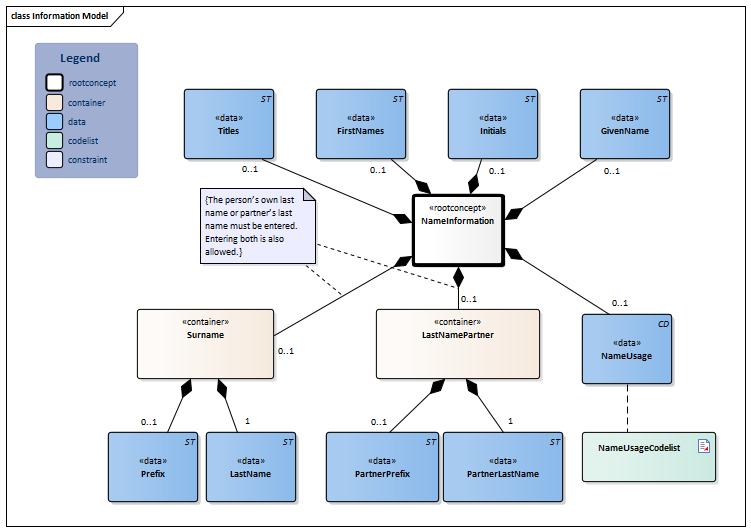 class Information Model
Legend
rootconcept
container
data
codelist
constraint
ST
«data»
Titles
ST
«data»
FirstNames
ST
«data»
Initials
ST
«data»
GivenName
0..1
0..1
0..1
0..1
{The person's own last
name or partner's last
name must be entered.
Entering both is also
allowed.}
«rootconcept»
NameInformation
0..1
0..1
0..1
«container»
Surname
«container»
LastNamePartner
CD
«data»
NameUsage
0..1
1
0..1
1
ST
«data»
Prefix
ST
«data»
LastName
ST
«data»
PartnerPrefix
ST
«data»
PartnerLastName
NameUsageCodelist